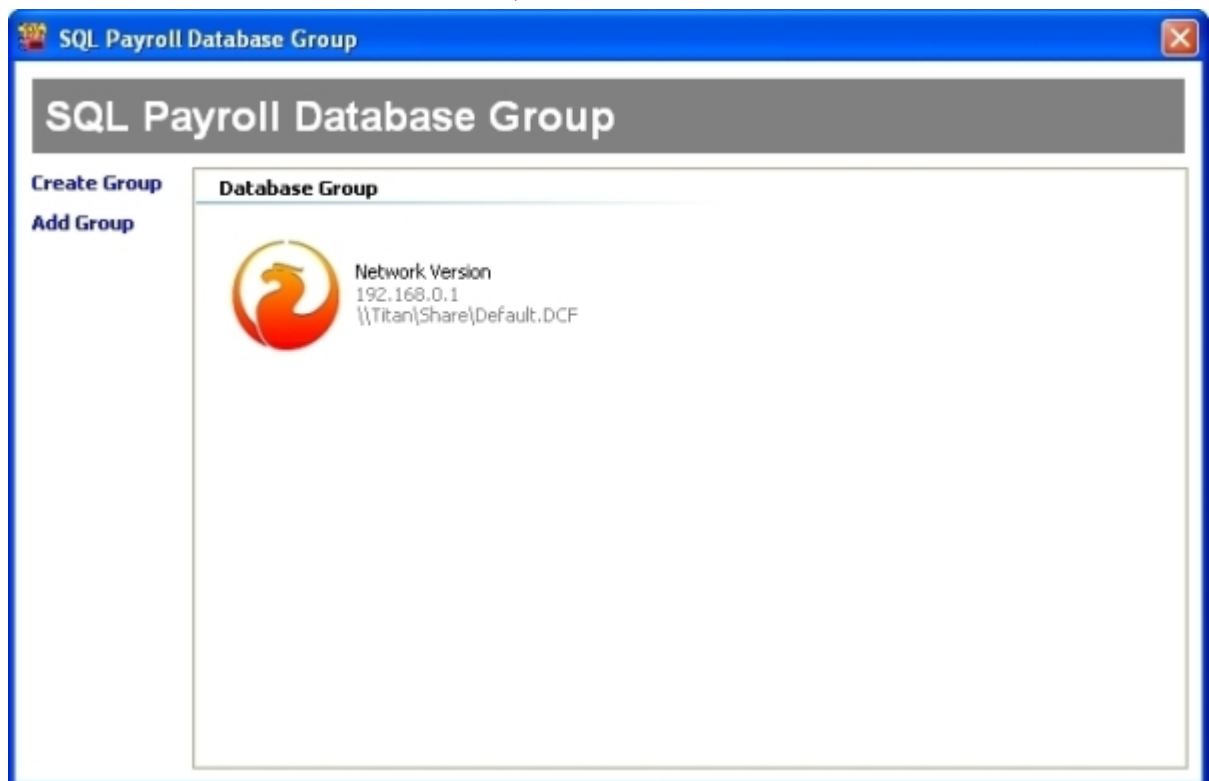 SQL Payroll Database Group
SQL Payroll Database Group
Create Group
Add Group
Database Group
Network Version
192.168.0.1
\\Titan\Share\Default.DCF